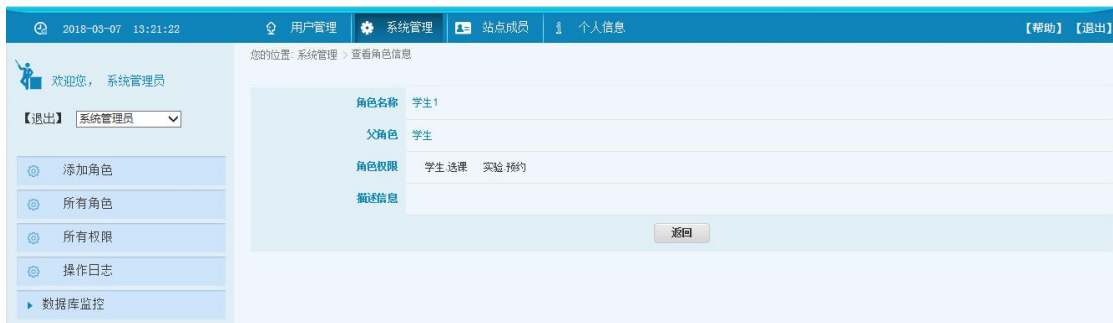 2018-03-07 13:21:22 用户管理 系统管理 站点成员 个人信息 【帮助】 【退出】
您的位置: 系统管理 > 查看角色信息
欢迎您， 系统管理员
【退出】 系统管理员
添加角色
所有角色
所有权限
操作日志
数据库监控
角色名称 学生1
父角色 学生
角色权限 学生.选课 实验.预约
描述信息
返回